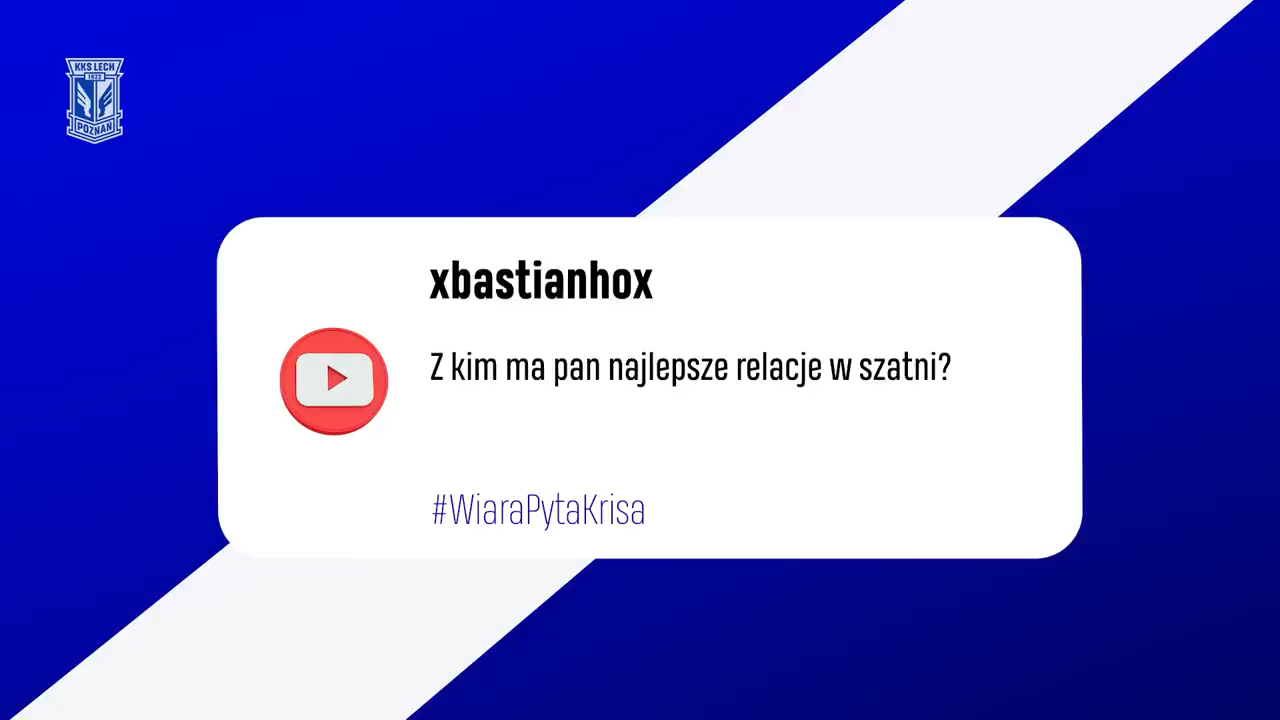 KKS LECH
1922
POZNAŃ
xbastianhox
Z kim ma pan najlepsze relacje w szatni?
#WiaraPytaKrisa